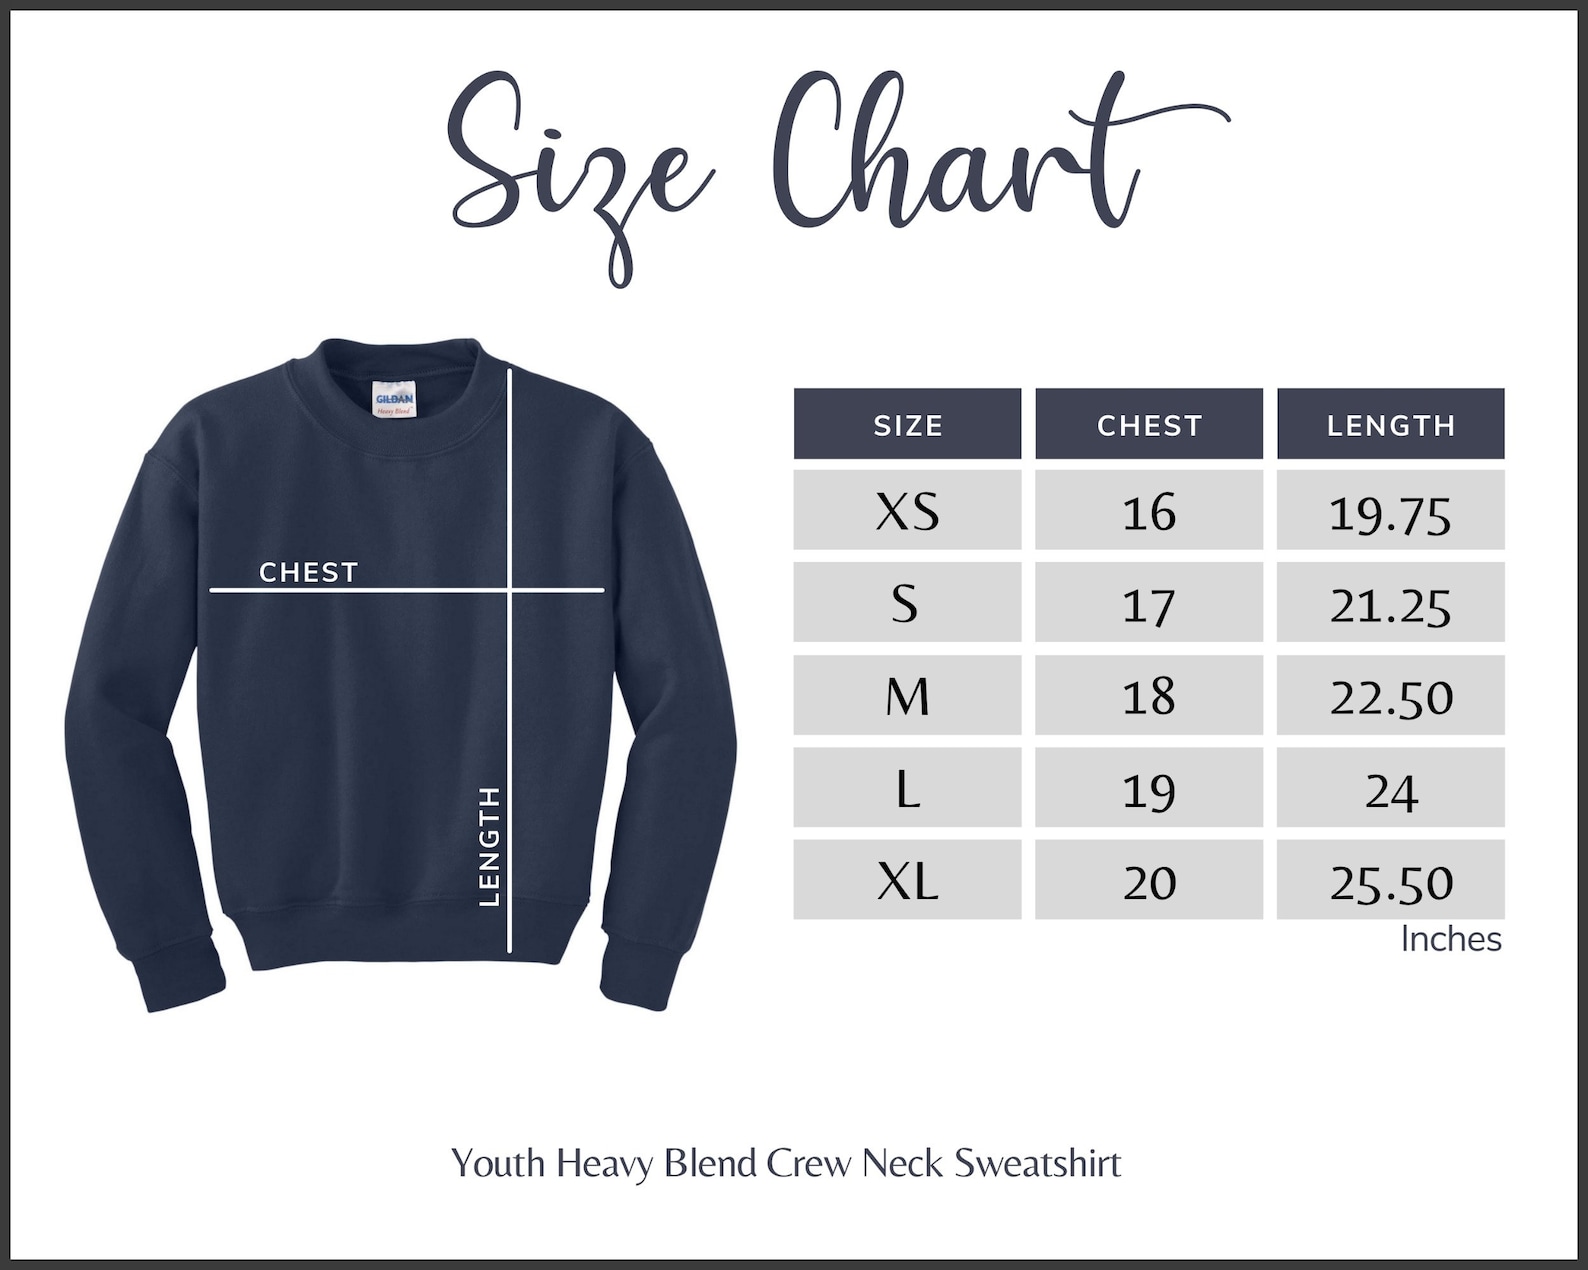 Size Chart
GILDAN
Heavy Blend™
CHEST
LENGTH
SIZE CHEST LENGTH
XS 16 19.75
S 17 21.25
M 18 22.50
L 19 24
XL 20 25.50
Inches
Youth Heavy Blend Crew Neck Sweatshirt